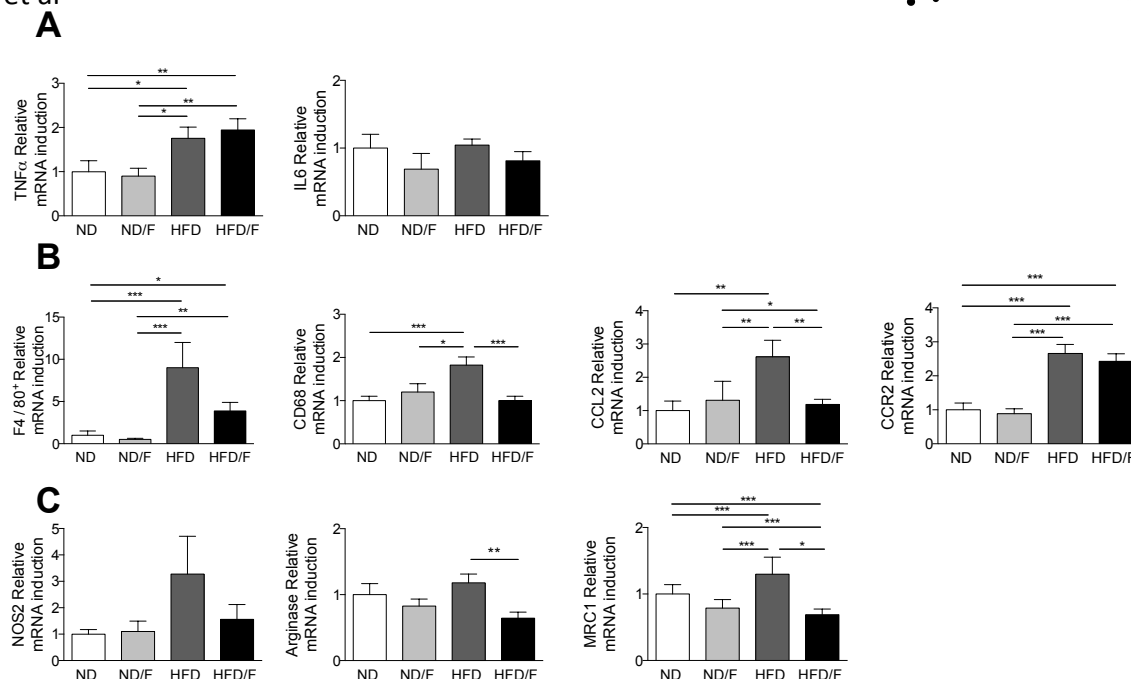 et al
A
TNFα Relative
mRNA induction
3
2
1
0
**
*
**
*
ND ND/F HFD HFD/F
IL6 Relative
mRNA induction
2
1
0
ND ND/F HFD HFD/F
B
F4 / 80+ Relative
mRNA induction
15
10
5
0
*
***
**
***
ND ND/F HFD HFD/F
CD68 Relative
mRNA induction
3
2
1
0
***
* ***
ND ND/F HFD HFD/F
CCL2 Relative
mRNA induction
4
3
2
1
0
**
*
** **
ND ND/F HFD HFD/F
CCR2 Relative
mRNA induction
4
3
2
1
0
***
***
***
***
ND ND/F HFD HFD/F
C
NOS2 Relative
mRNA induction
5
4
3
2
1
0
ND ND/F HFD HFD/F
Arginase Relative
mRNA induction
2
1
0
**
ND ND/F HFD HFD/F
MRC1 Relative
mRNA induction
2
1
0
***
***
***
*** *
ND ND/F HFD HFD/F